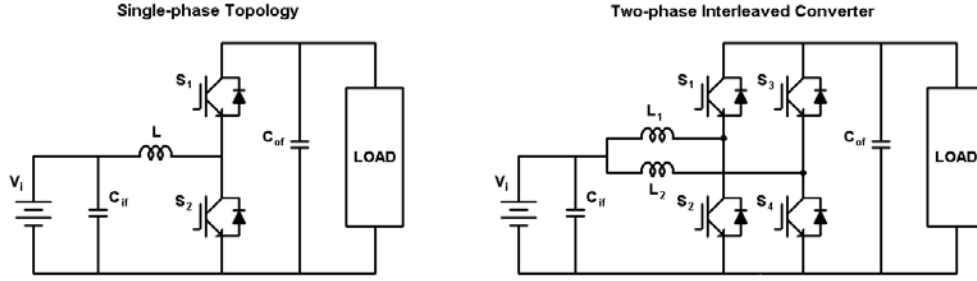 Single-phase Topology
S1
L
Cof
LOAD
Vi
Cif
S2
Two-phase Interleaved Converter
S1
S3
L1
Cof
LOAD
Vi
L2
Cif
S2
S4